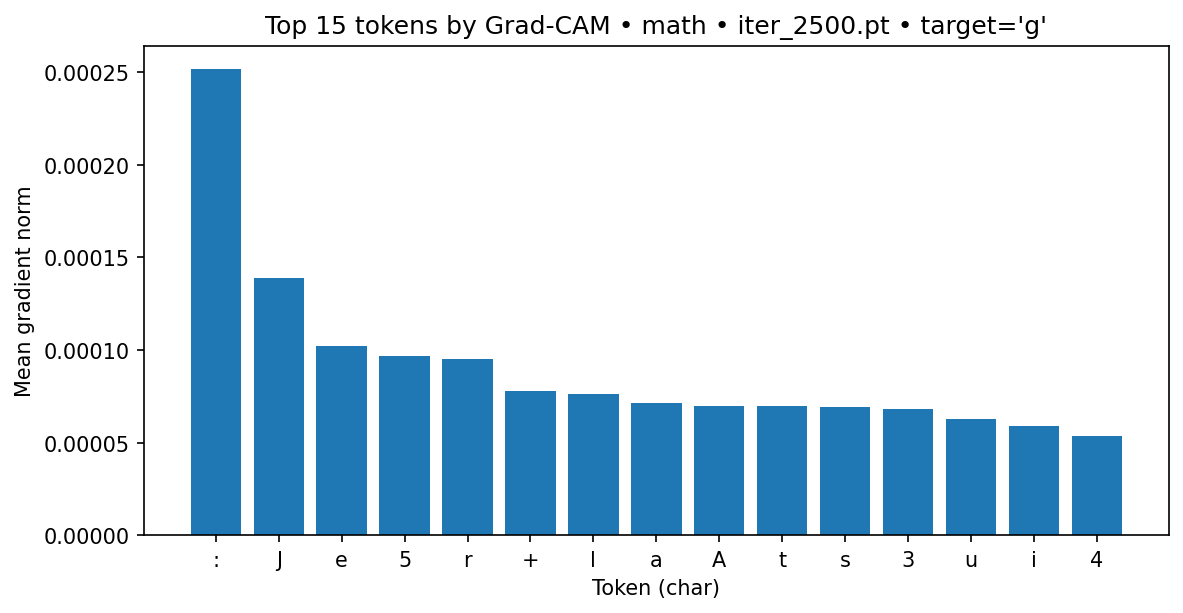 Top 15 tokens by Grad-CAM • math • iter_2500.pt • target='g'
Mean gradient norm
0.00025
0.00020
0.00015
0.00010
0.00005
0.00000
: J e 5 r + l a A t s 3 u i 4
Token (char)